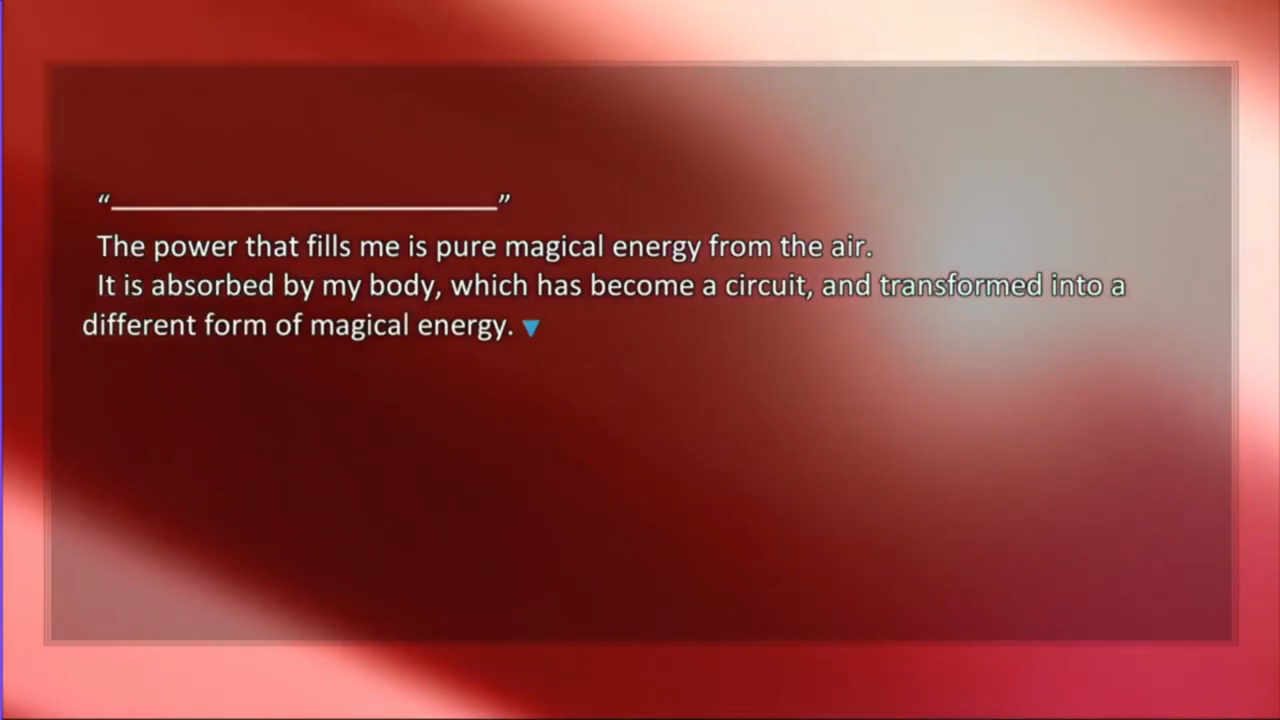 “――――――――――――――――”
The power that fills me is pure magical energy from the air.
It is absorbed by my body, which has become a circuit, and transformed into a
different form of magical energy.